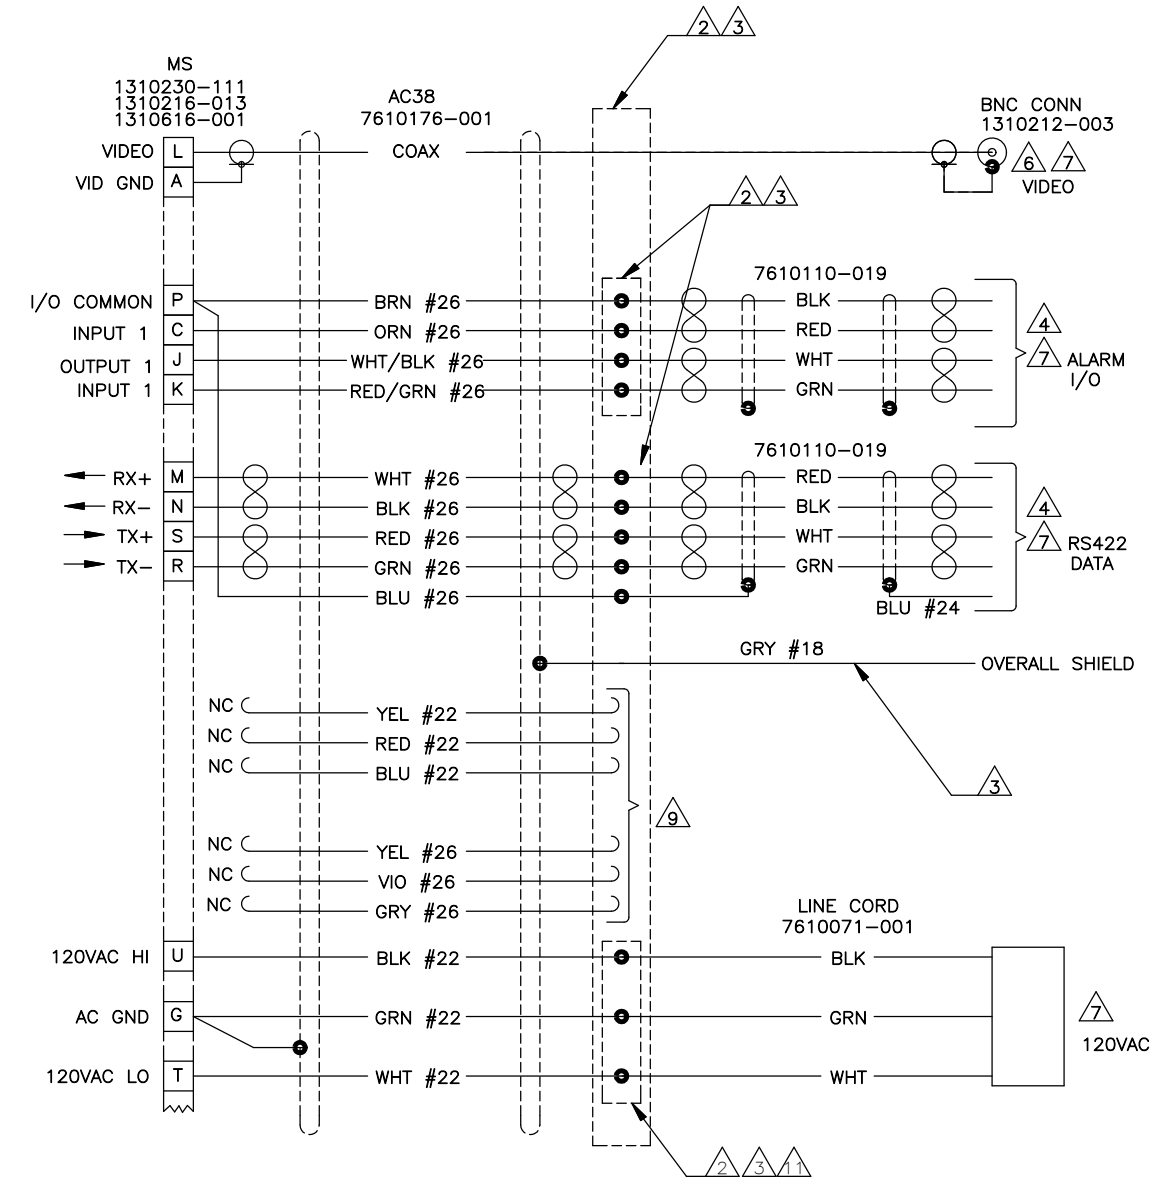 2 3
MS
1310230-111
1310216-013
1310616-001
AC38
7610176-001
BNC CONN
1310212-003
VIDEO L COAX
6 7
VID GND A
VIDEO
2 3
7610110-019
I/O COMMON P BRN #26 BLK
INPUT 1 C ORN #26 RED
4
OUTPUT 1 J WHT/BLK #26 WHT
7 ALARM
I/O
INPUT 1 K RED/GRN #26 GRN
7610110-019
RX+ M WHT #26 RED
RX- N BLK #26 BLK
4
TX+ S RED #26 WHT
7 RS422
DATA
TX- R GRN #26 GRN
BLU #26
BLU #24
GRY #18
OVERALL SHIELD
NC YEL #22
NC RED #22
NC BLU #22
3
9
NC YEL #26
NC VIO #26
NC GRY #26
LINE CORD
7610071-001
120VAC HI U BLK #22 BLK
AC GND G GRN #22 GRN
7
120VAC
120VAC LO T WHT #22 WHT
2 3 11